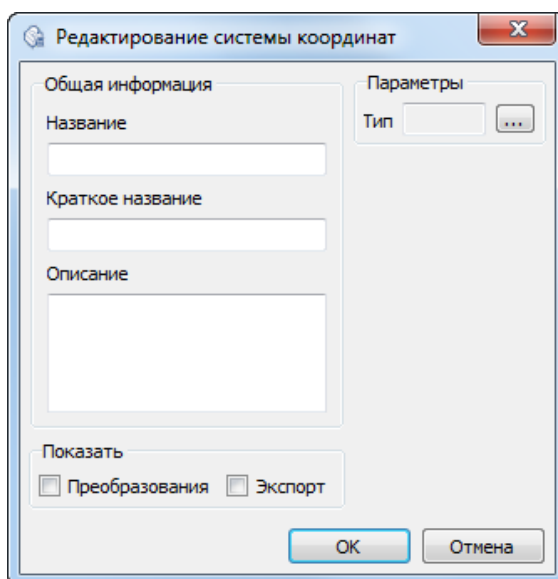 Редактирование системы координат
Общая информация
Название
Краткое название
Описание
Параметры
Тип ...
Показать
Преобразования Экспорт
OK Отмена